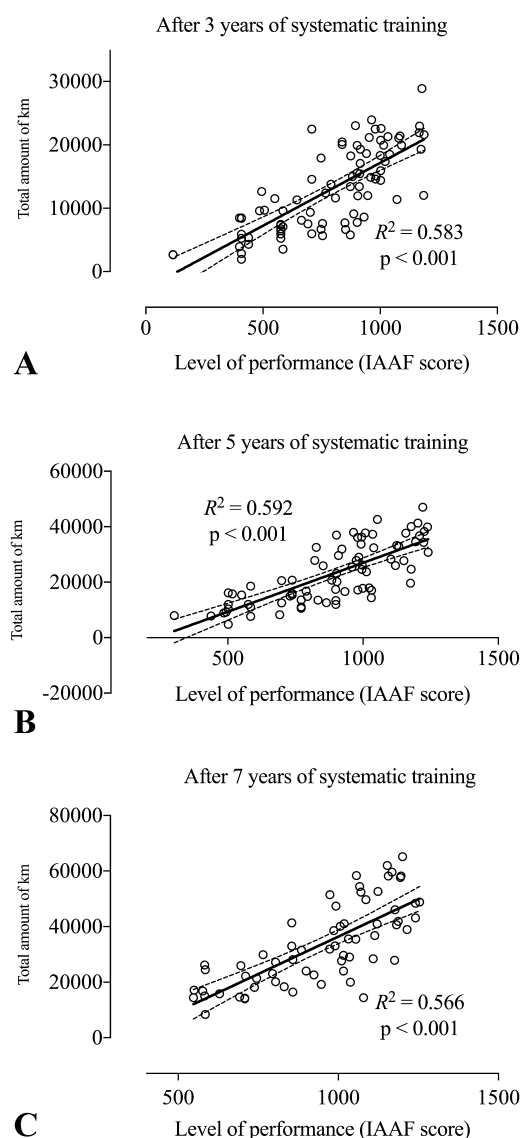 After 3 years of systematic training
Total amount of km
30000
20000
10000
0
R² = 0.583
p < 0.001
0 500 1000 1500
A
Level of performance (IAAF score)
After 5 years of systematic training
Total amount of km
60000
40000
20000
0
-20000
R² = 0.592
p < 0.001
500 1000 1500
Level of performance (IAAF score)
B
After 7 years of systematic training
Total amount of km
80000
60000
40000
20000
0
R² = 0.566
p < 0.001
500 1000 1500
C
Level of performance (IAAF score)